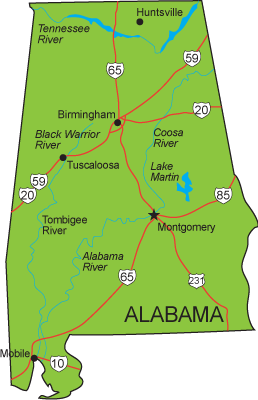 Huntsville
Tennessee
River
65
59
Birmingham
20
Black Warrior
River
Coosa
River
Tuscaloosa
Lake
Martin
59
20
85
Tombigee
River
Montgomery
Alabama
River
65
231
ALABAMA
Mobile
10